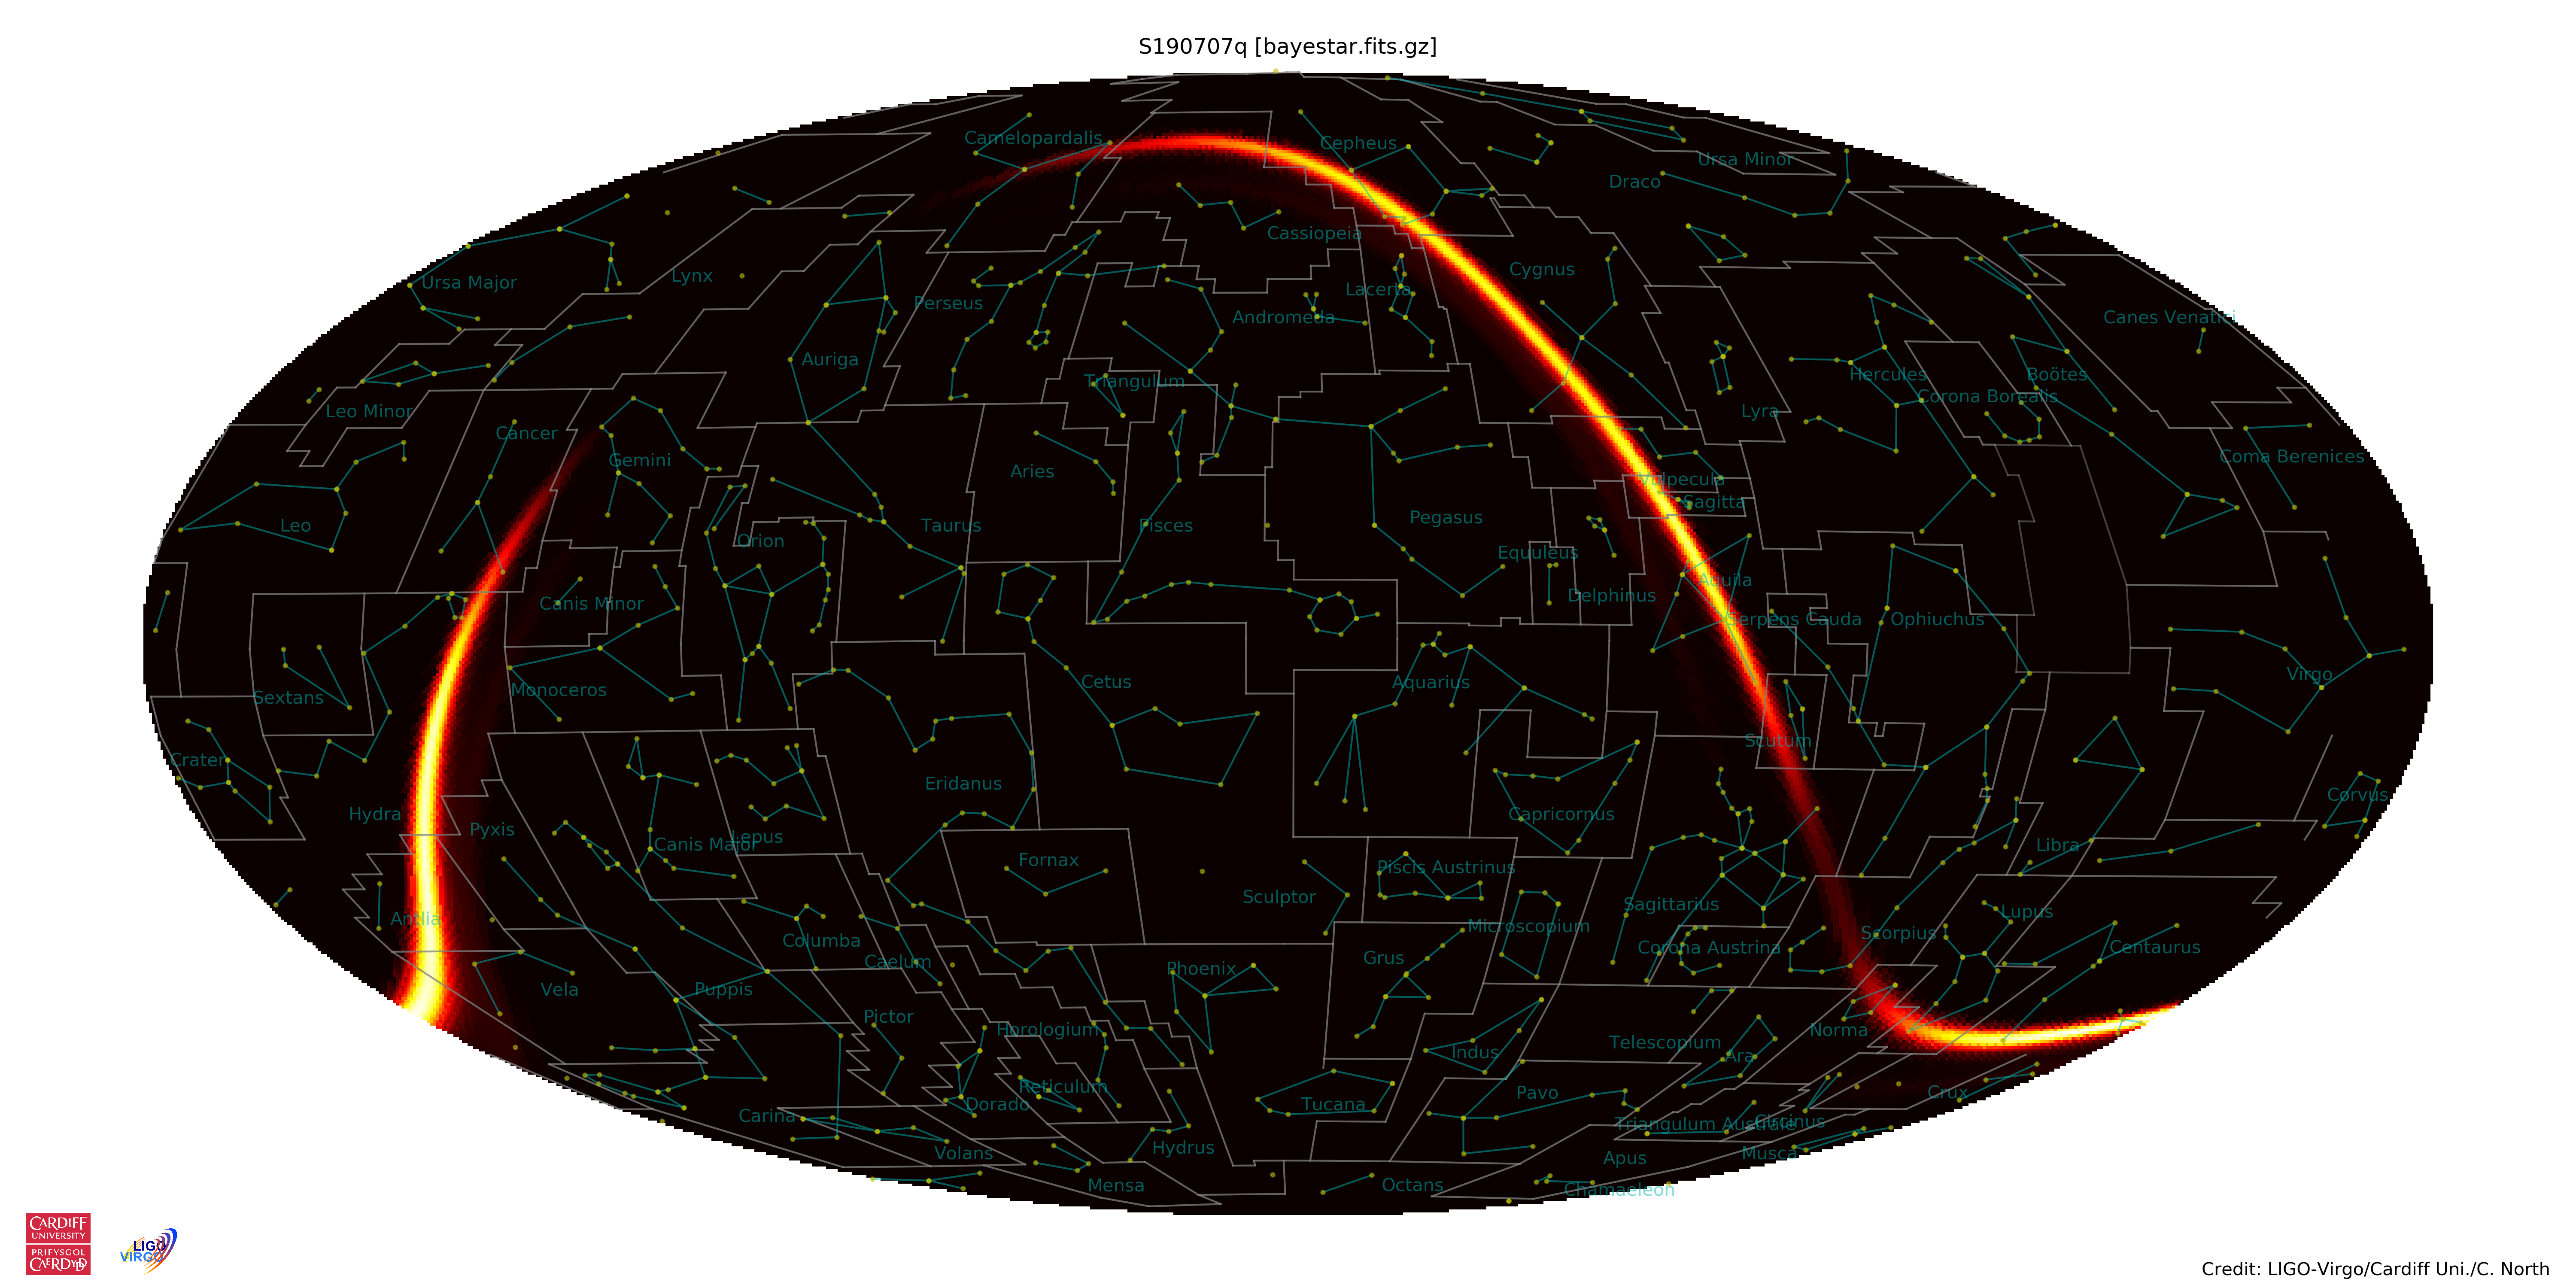 S190707q [bayestar.fits.gz]
Camelopardalis
Cepheus
Ursa Minor
Draco
Cassiopeia
Ursa Major
Lynx
Perseus
Lacerta
Cygnus
Andromeda
Canes Venatici
Auriga
Triangulum
Hercules
Boötes
Leo Minor
Corona Borealis
Lyra
Cancer
Gemini
Aries
Coma Berenices
Vulpecula
Sagitta
Leo
Orion
Taurus
Pisces
Pegasus
Equuleus
Canis Minor
Delphinus
Aquila
Serpens Cauda
Ophiuchus
Sextans
Monoceros
Cetus
Aquarius
Virgo
Crater
Scutum
Hydra
Pyxis
Eridanus
Capricornus
Corvus
Canis Major
Lepus
Fornax
Piscis Austrinus
Libra
Antlia
Sculptor
Sagittarius
Lupus
Columba
Microscopium
Scorpius
Caelum
Phoenix
Grus
Corona Austrina
Centaurus
Vela
Puppis
Pictor
Horologium
Norma
Indus
Telescopium
Ara
Reticulum
Dorado
Tucana
Pavo
Crux
Carina
Triangulum Australe
Circinus
Volans
Hydrus
Apus
Musca
Mensa
Octans
Chamaeleon
CARDIFF
UNIVERSITY
PRIFYSGOL
CAERDYDD
LIGO
VIRGO
Credit: LIGO-Virgo/Cardiff Uni./C. North